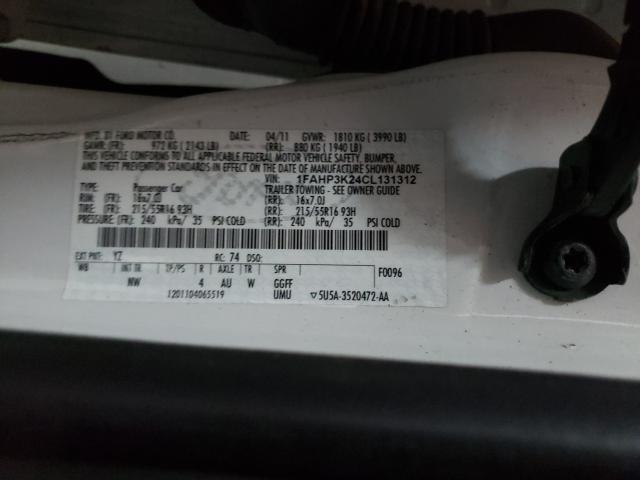 MFD. BY FORD MOTOR CO. DATE: 04/11 GVWR: 1810 KG ( 3990 LB)
GAWR: (FR): 972 KG ( 2143 LB) (RR): 880 KG ( 1940 LB)
THIS VEHICLE CONFORMS TO ALL APPLICABLE FEDERAL MOTOR VEHICLE SAFETY, BUMPER,
AND THEFT PREVENTION STANDARDS IN EFFECT ON THE DATE OF MANUFACTURE SHOWN ABOVE.
VIN: 1FAHP3K24CL131312
TYPE: Passenger Car TRAILER TOWING - SEE OWNER GUIDE
RIM: (FR): 16x7.0J (RR): 16x7.0J
TIRE (FR): 215/55R16 93H (RR): 215/55R16 93H
PRESSURE: (FR): 240 kPa/ 35 PSI COLD (RR): 240 kPa/ 35 PSI COLD
EXT PNT: YZ RC: 74 DSO: F0096
WB INT TR TP/PS R AXLE TR SPR
NW 4 AU W GGFF
1201104065519 UMU ▽5U5A-3520472-AA